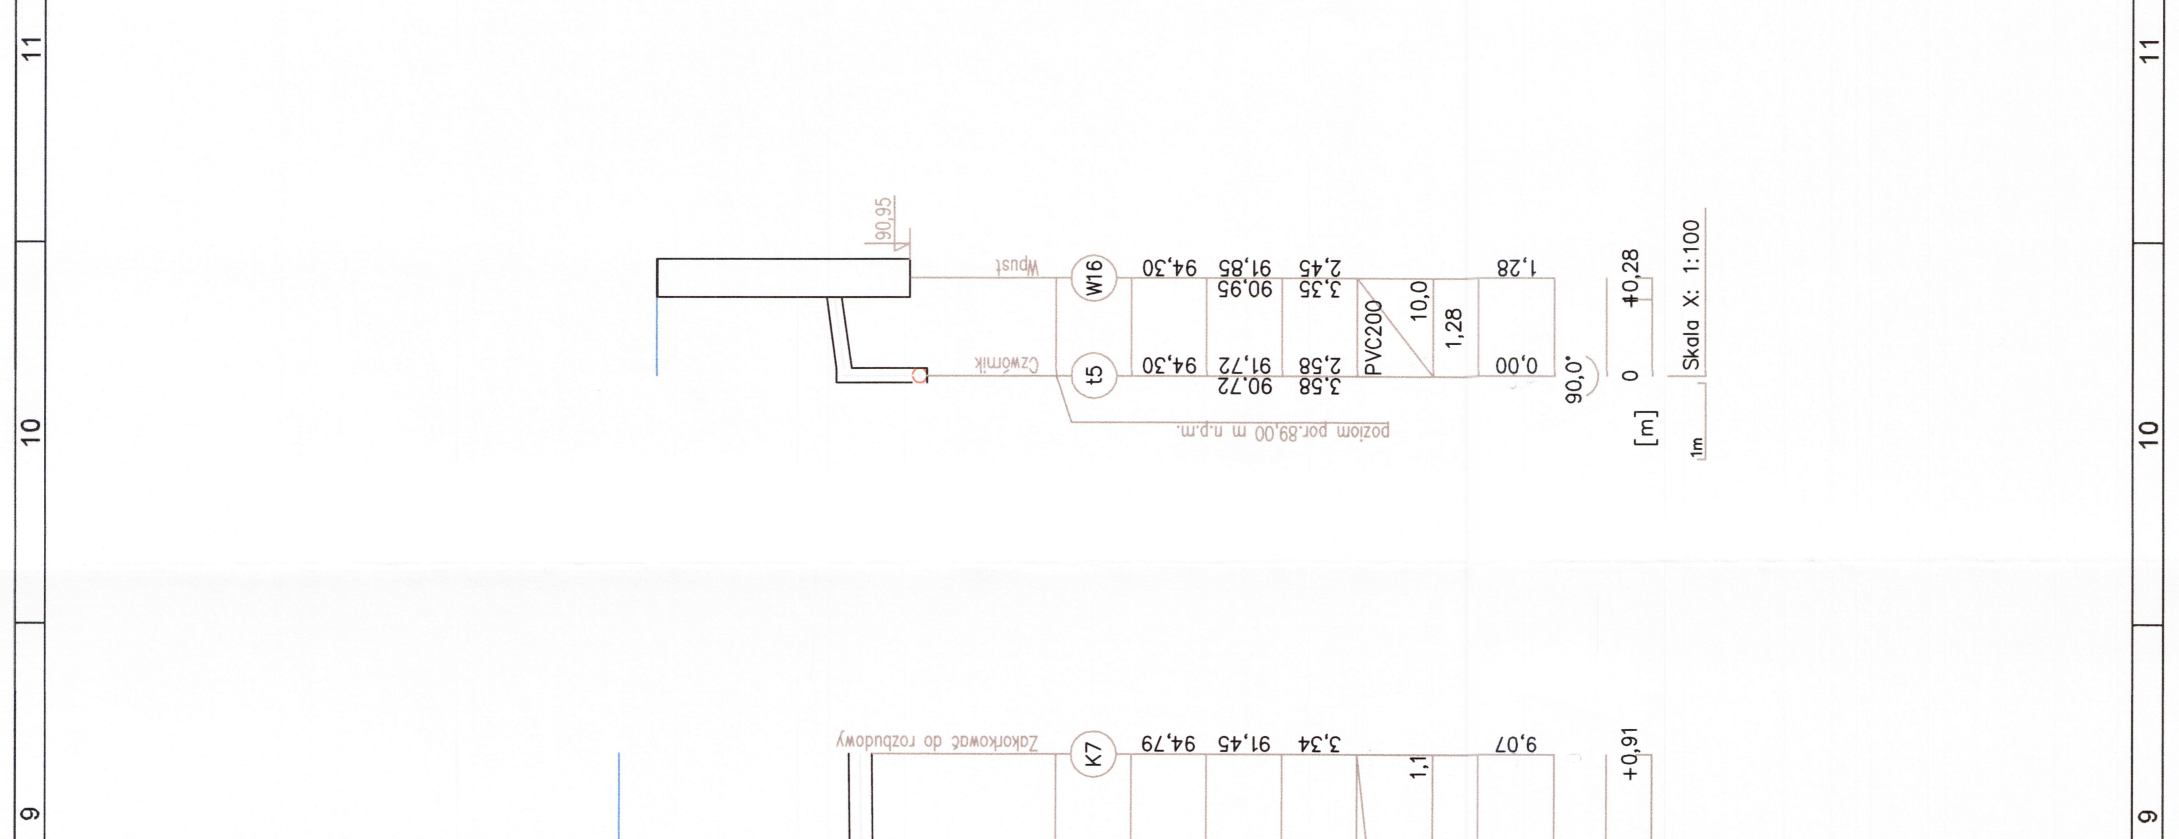 11
11
90,95
Wpust
W16
94,30
91,85
90,95
2,45
3,35
PVC200
10,0
1,28
1,28
+0,28
Skala X: 1:100
Czwórnik
t5
94,30
91,72
90,72
2,58
3,58
0,00
90,0°
0
poziom por.89,00 m n.p.m.
[m]
1m
10
10
Zakorkować do rozbudowy
K7
94,79
91,45
3,34
1,1
9,07
+0,91
9
9